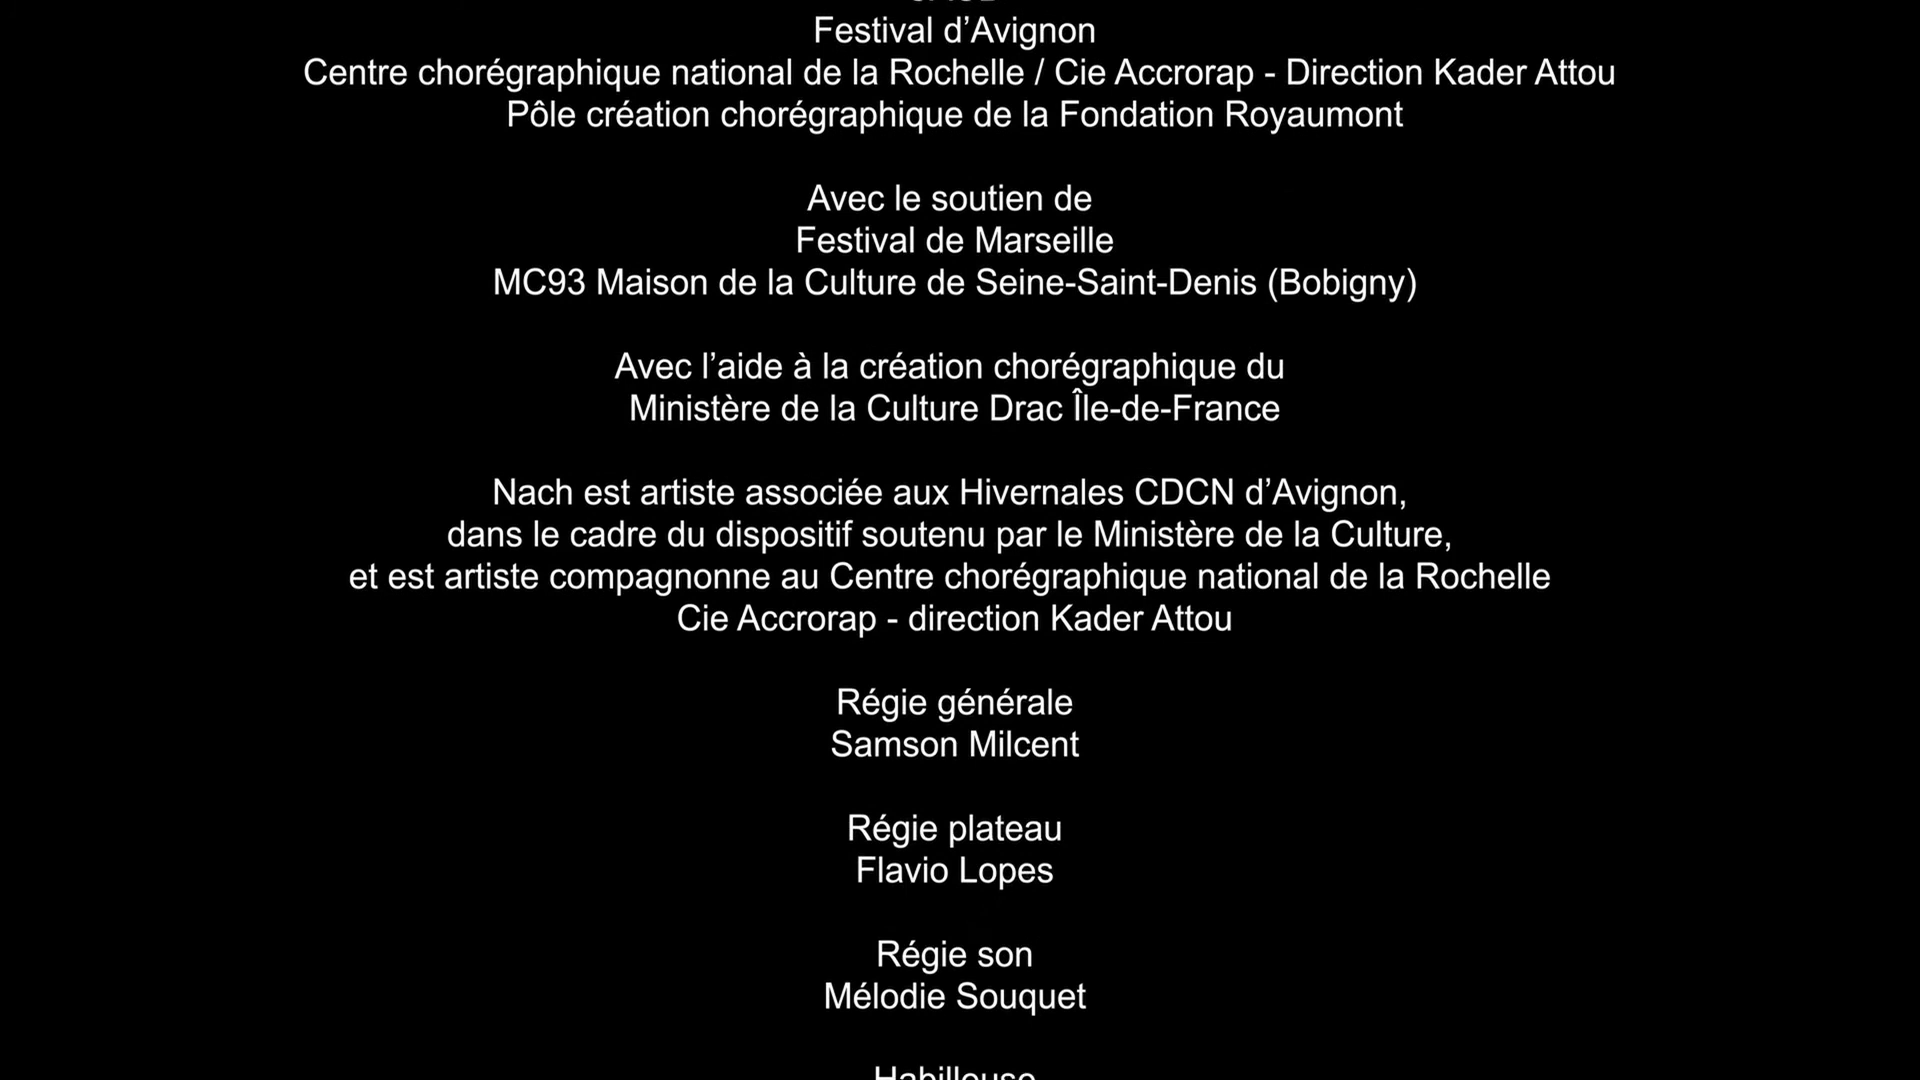 Festival d’Avignon
Centre chorégraphique national de la Rochelle / Cie Accrorap - Direction Kader Attou
Pôle création chorégraphique de la Fondation Royaumont
Avec le soutien de
Festival de Marseille
MC93 Maison de la Culture de Seine-Saint-Denis (Bobigny)
Avec l’aide à la création chorégraphique du
Ministère de la Culture Drac Île-de-France
Nach est artiste associée aux Hivernales CDCN d’Avignon,
dans le cadre du dispositif soutenu par le Ministère de la Culture,
et est artiste compagnonne au Centre chorégraphique national de la Rochelle
Cie Accrorap - direction Kader Attou
Régie générale
Samson Milcent
Régie plateau
Flavio Lopes
Régie son
Mélodie Souquet
Habilleuse